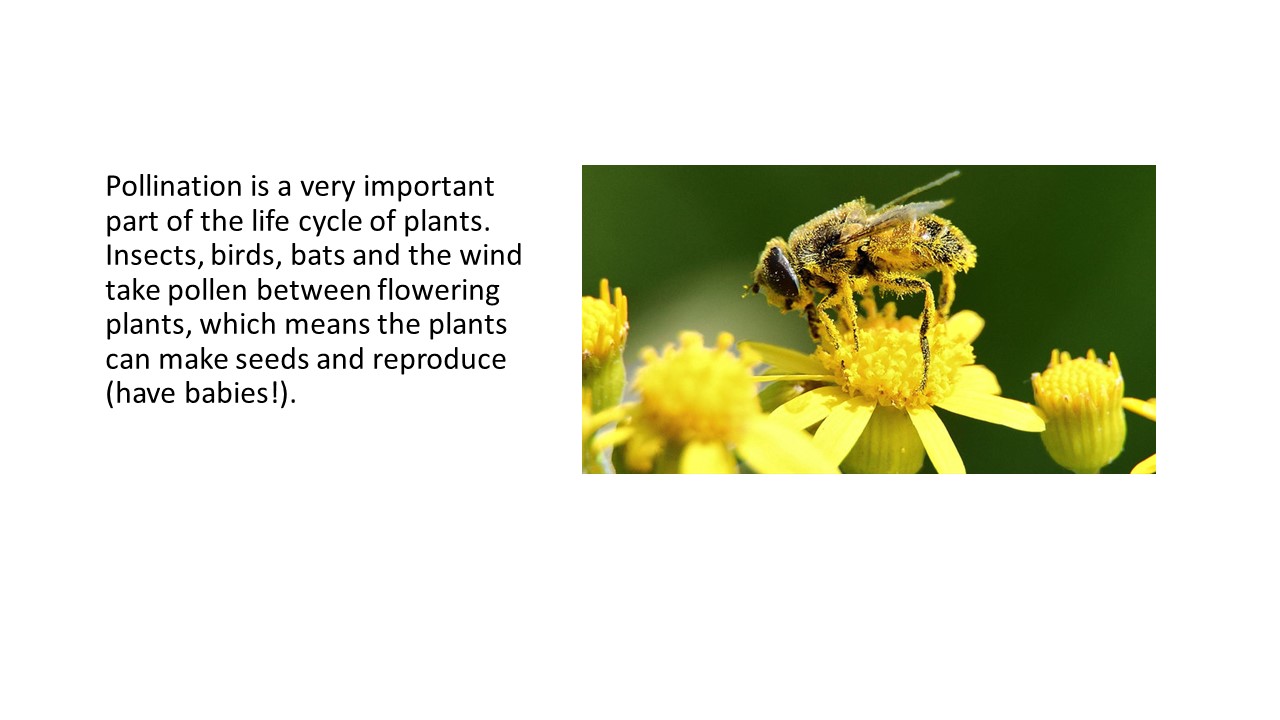 Pollination is a very important
part of the life cycle of plants.
Insects, birds, bats and the wind
take pollen between flowering
plants, which means the plants
can make seeds and reproduce
(have babies!).